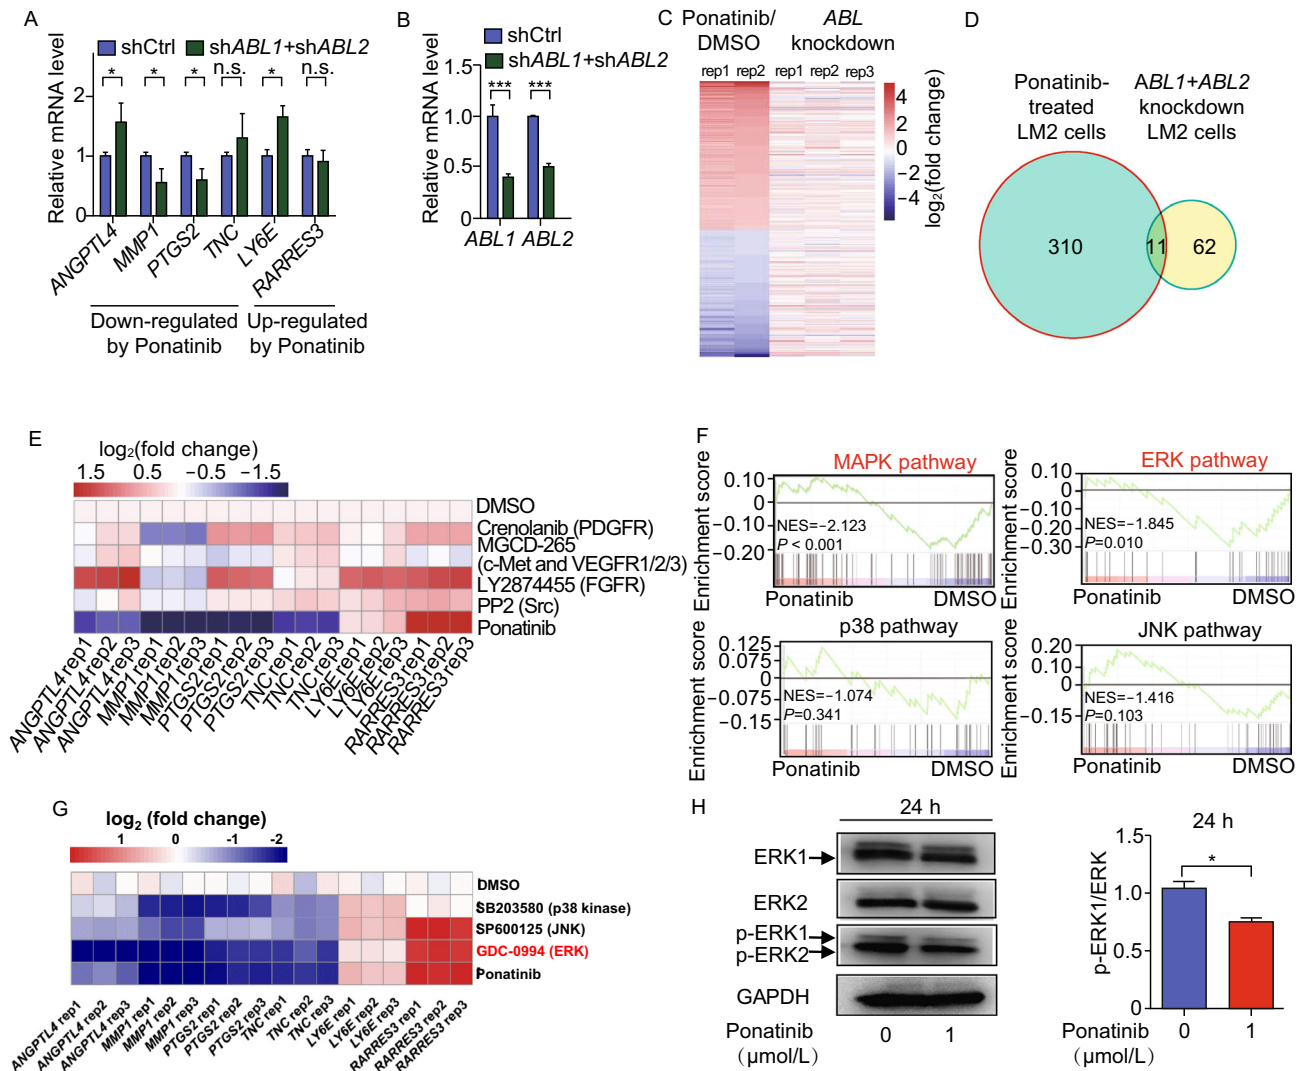 A
Relative mRNA level
shCtrl
shABL1+shABL2
* * * n.s. * n.s.
2
1
0
ANGPTL4
MMP1
PTGS2
TNC
LY6E
RARRES3
Down-regulated
by Ponatinib
Up-regulated
by Ponatinib
B
Relative mRNA level
shCtrl
shABL1+shABL2
*** ***
1.5
1.0
0.5
0
ABL1 ABL2
C
Ponatinib/
DMSO
ABL
knockdown
rep1 rep2 rep1 rep2 rep3
4
2
0
−2
−4
log2(fold change)
D
Ponatinib-
treated
LM2 cells
ABL1+ABL2
knockdown
LM2 cells
310 11 62
E
log2(fold change)
1.5 0.5 −0.5 −1.5
DMSO
Crenolanib (PDGFR)
MGCD-265
(c-Met and VEGFR1/2/3)
LY2874455 (FGFR)
PP2 (Src)
Ponatinib
ANGPTL4 rep1
ANGPTL4 rep2
ANGPTL4 rep3
MMP1 rep1
MMP1 rep2
MMP1 rep3
PTGS2 rep1
PTGS2 rep2
PTGS2 rep3
TNC rep1
TNC rep2
TNC rep3
LY6E rep1
LY6E rep2
LY6E rep3
RARRES3 rep1
RARRES3 rep2
RARRES3 rep3
F
MAPK pathway
Enrichment score
0.10
0
−0.10
−0.20
NES=−2.123
P < 0.001
Ponatinib DMSO
ERK pathway
Enrichment score
0.10
0
−0.10
−0.20
−0.30
NES=−1.845
P=0.010
Ponatinib DMSO
p38 pathway
Enrichment score
0.125
0.075
0
−0.075
−0.15
NES=−1.074
P=0.341
Ponatinib DMSO
JNK pathway
Enrichment score
0.20
0.10
0
−0.15
NES=−1.416
P=0.103
Ponatinib DMSO
G
log2 (fold change)
1 0 -1 -2
DMSO
SB203580 (p38 kinase)
SP600125 (JNK)
GDC-0994 (ERK)
Ponatinib
ANGPTL4 rep1
ANGPTL4 rep2
ANGPTL4 rep3
MMP1 rep1
MMP1 rep2
MMP1 rep3
PTGS2 rep1
PTGS2 rep2
PTGS2 rep3
TNC rep1
TNC rep2
TNC rep3
LY6E rep1
LY6E rep2
LY6E rep3
RARRES3 rep1
RARRES3 rep2
RARRES3 rep3
H
24 h
ERK1
ERK2
p-ERK1
p-ERK2
GAPDH
Ponatinib 0 1
(μmol/L)
24 h
p-ERK1/ERK
1.5
1.0
0.5
0
*
Ponatinib 0 1
(μmol/L)